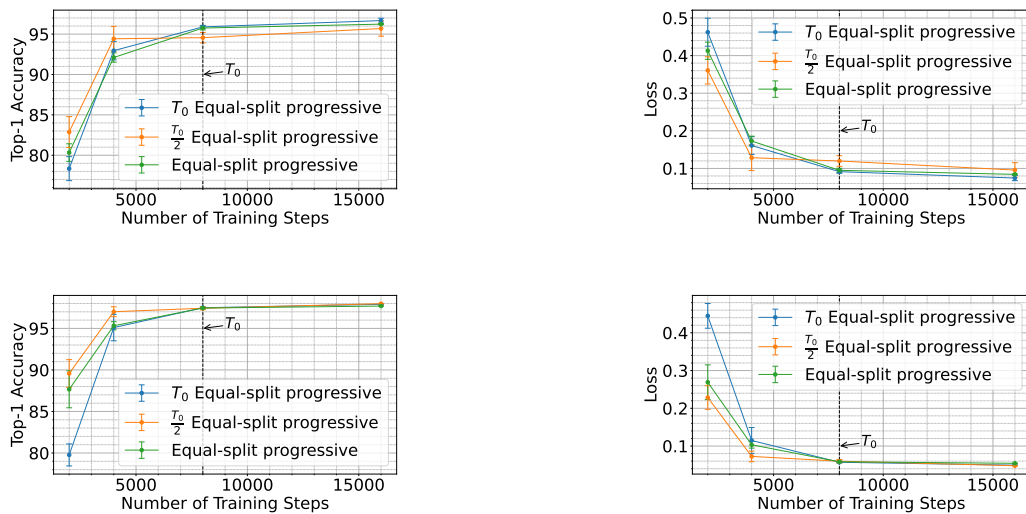 95
90
85
80
Top-1 Accuracy
T0
T0 Equal-split progressive
T0/2 Equal-split progressive
Equal-split progressive
5000 10000 15000
Number of Training Steps
0.5
0.4
0.3
0.2
0.1
Loss
T0 Equal-split progressive
T0/2 Equal-split progressive
Equal-split progressive
T0
5000 10000 15000
Number of Training Steps
95
90
85
80
Top-1 Accuracy
T0
T0 Equal-split progressive
T0/2 Equal-split progressive
Equal-split progressive
5000 10000 15000
Number of Training Steps
0.4
0.3
0.2
0.1
Loss
T0 Equal-split progressive
T0/2 Equal-split progressive
Equal-split progressive
T0
5000 10000 15000
Number of Training Steps